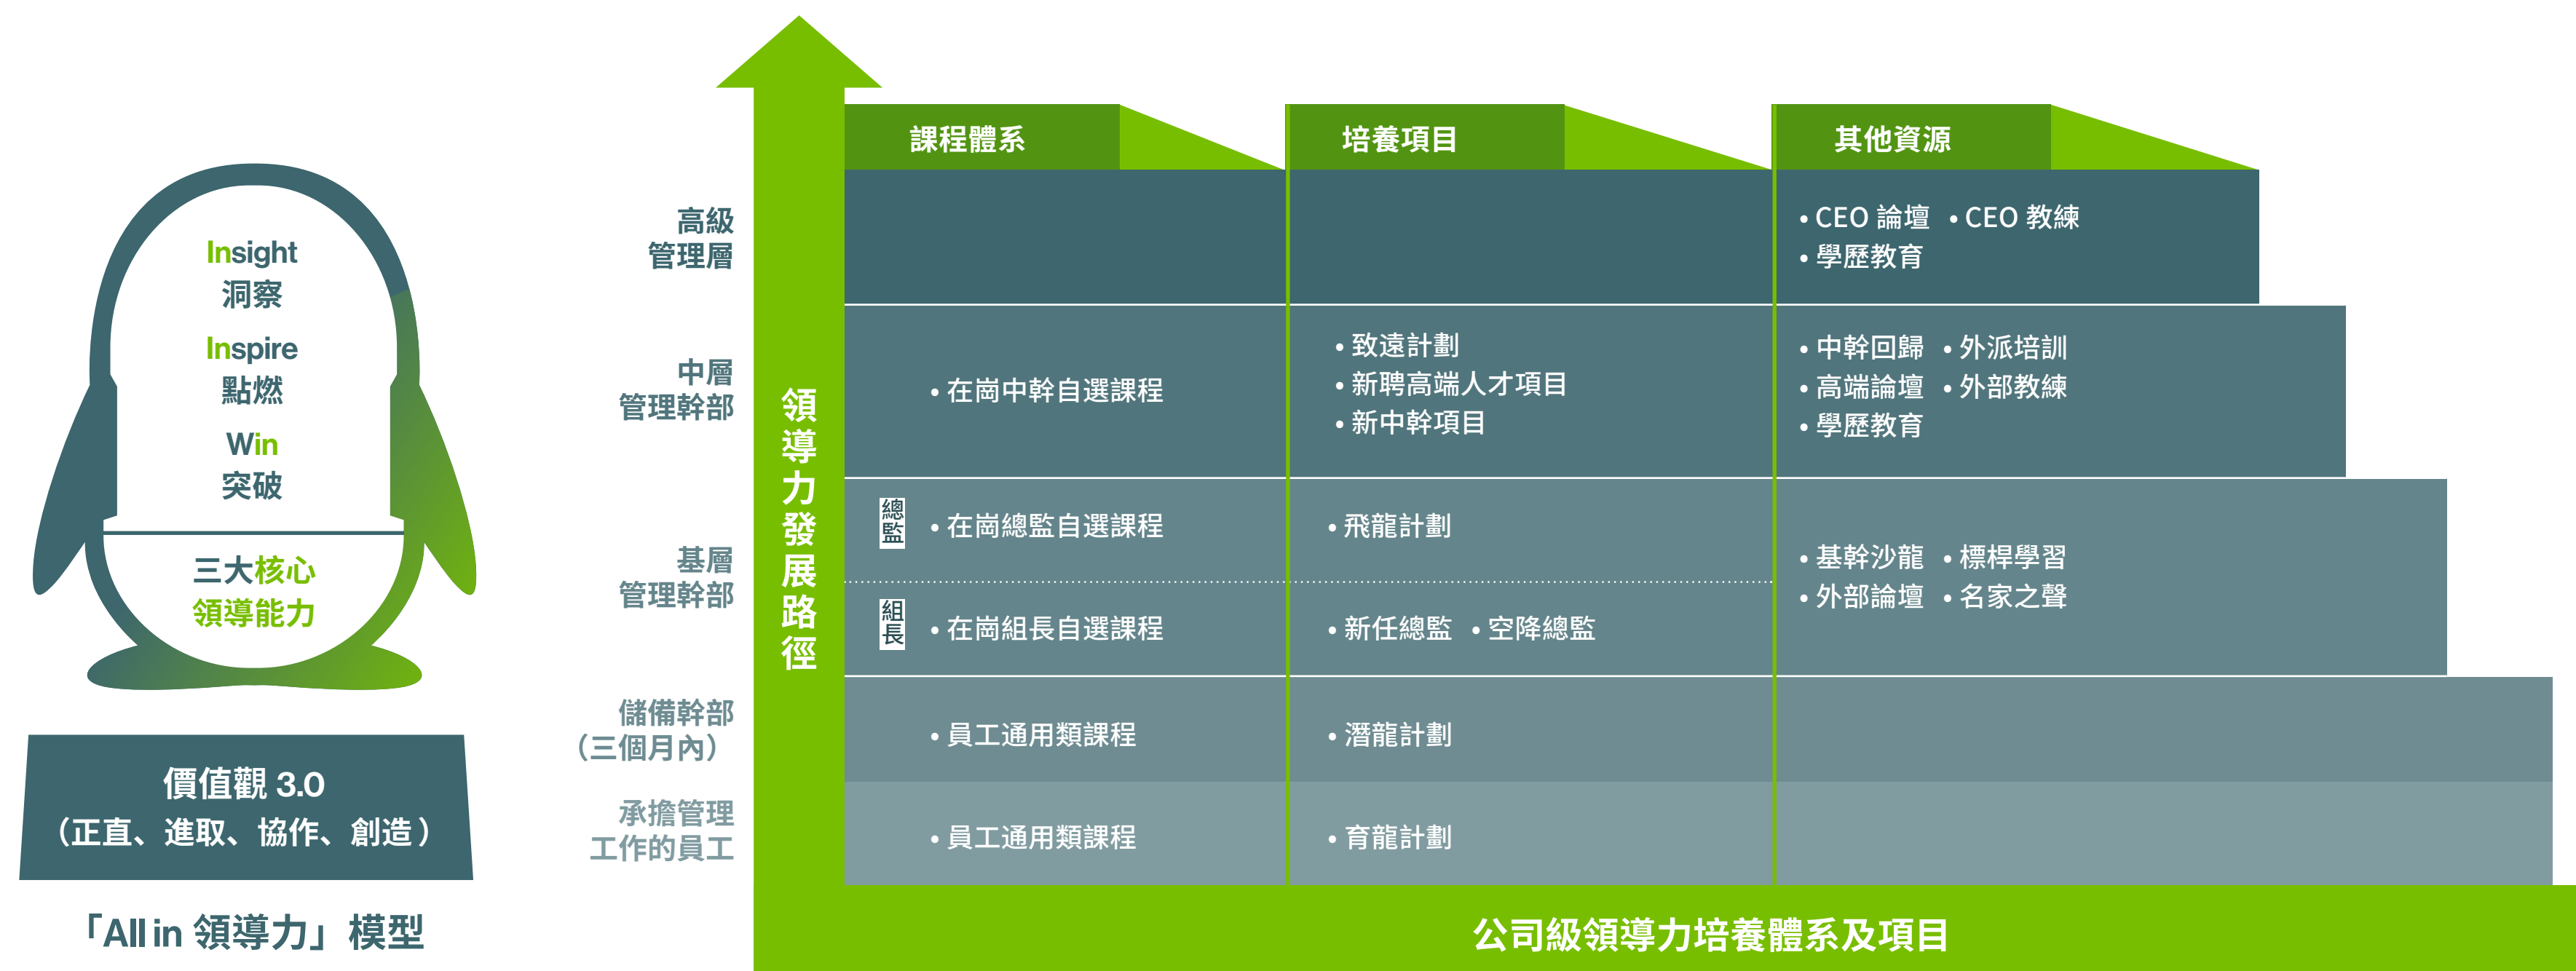 Insight
洞察
Inspire
點燃
Win
突破
三大核心
領導能力
價值觀 3.0
（正直、進取、協作、創造）
「All in 領導力」模型
領導力發展路徑
課程體系
培養項目
其他資源
高級
管理層
• CEO 論壇 • CEO 教練
• 學歷教育
中層
管理幹部
• 在崗中幹自選課程
• 致遠計劃
• 新聘高端人才項目
• 新中幹項目
• 中幹回歸 • 外派培訓
• 高端論壇 • 外部教練
• 學歷教育
基層
管理幹部
總監
• 在崗總監自選課程
• 飛龍計劃
組長
• 在崗組長自選課程
• 新任總監 • 空降總監
• 基幹沙龍 • 標桿學習
• 外部論壇 • 名家之聲
儲備幹部
（三個月內）
• 員工通用類課程
• 潛龍計劃
承擔管理
工作的員工
• 員工通用類課程
• 育龍計劃
公司級領導力培養體系及項目